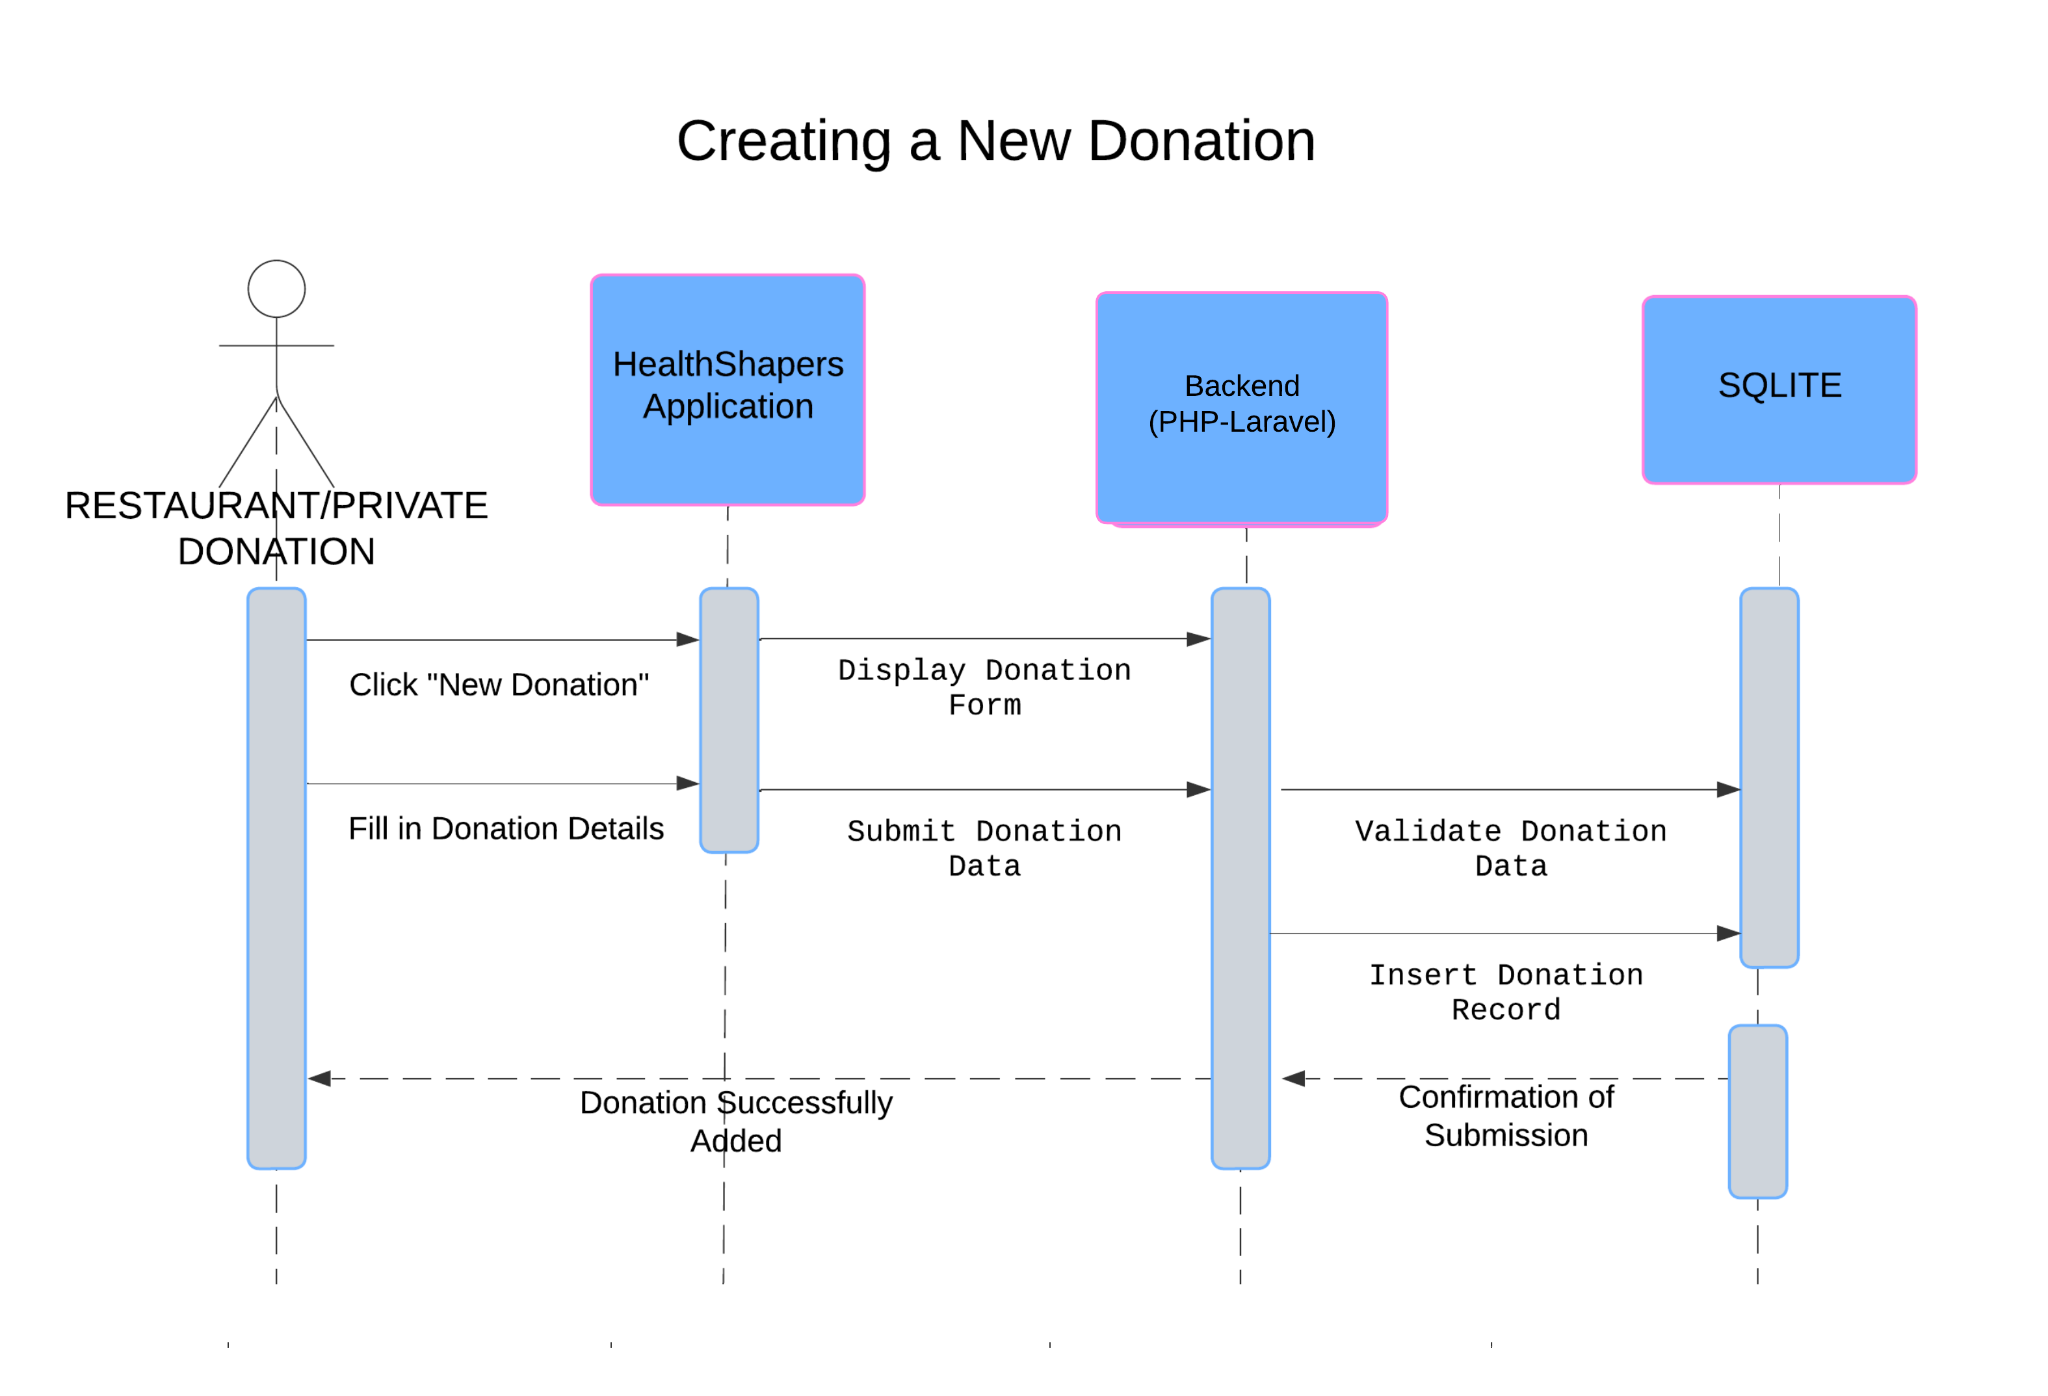 Creating a New Donation
RESTAURANT/PRIVATE
DONATION
HealthShapers
Application
Backend
(PHP-Laravel)
SQLITE
Click "New Donation"
Display Donation
Form
Fill in Donation Details
Submit Donation
Data
Validate Donation
Data
Insert Donation
Record
Donation Successfully
Added
Confirmation of
Submission